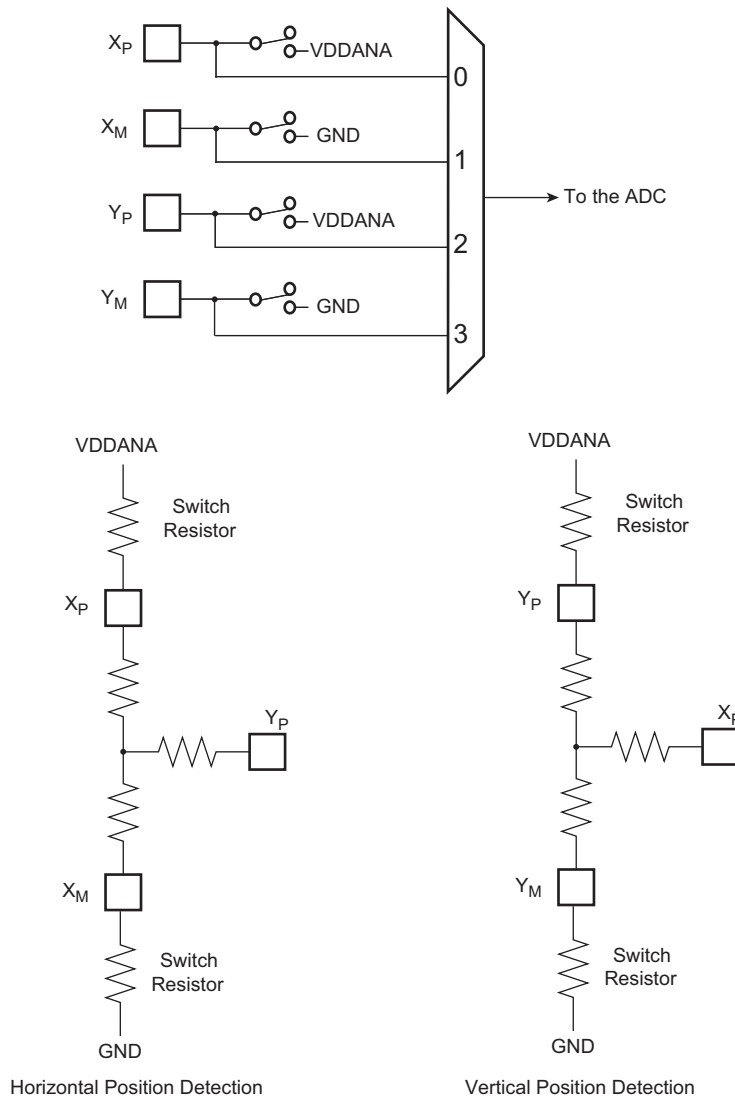 XP
VDDANA
0
XM
GND
1
To the ADC
YP
VDDANA
2
YM
GND
3
VDDANA
Switch
Resistor
XP
YP
XM
Switch
Resistor
GND
Horizontal Position Detection
VDDANA
Switch
Resistor
YP
XP
YM
Switch
Resistor
GND
Vertical Position Detection